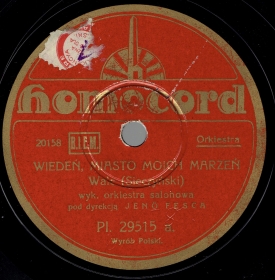 homocord
20158 B.I.E.M. Orkiestra
WIEDEŃ, MIASTO MOICH MARZEŃ
Walc (Sieczyński)
wyk. orkiestra salonowa
pod dyrekcją JENÖ FESCA
Pl. 29515 a.
Wyrób Polski.